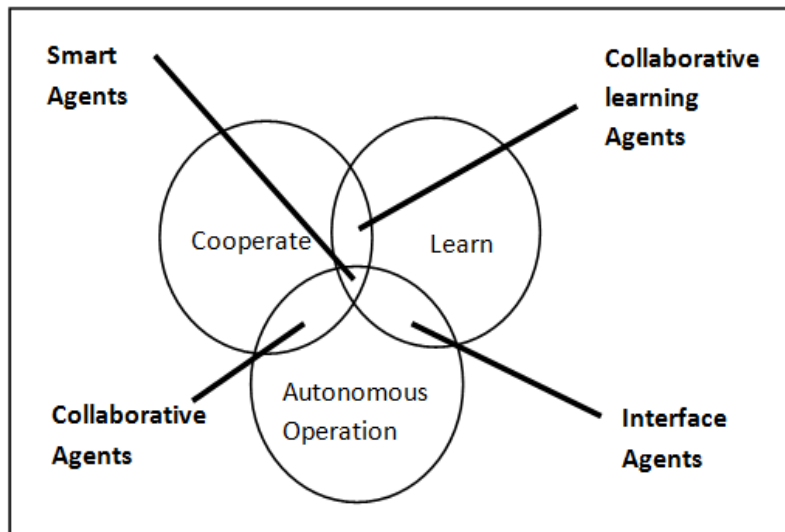 Smart
Agents
Collaborative
learning
Agents
Cooperate
Learn
Autonomous
Operation
Collaborative
Agents
Interface
Agents